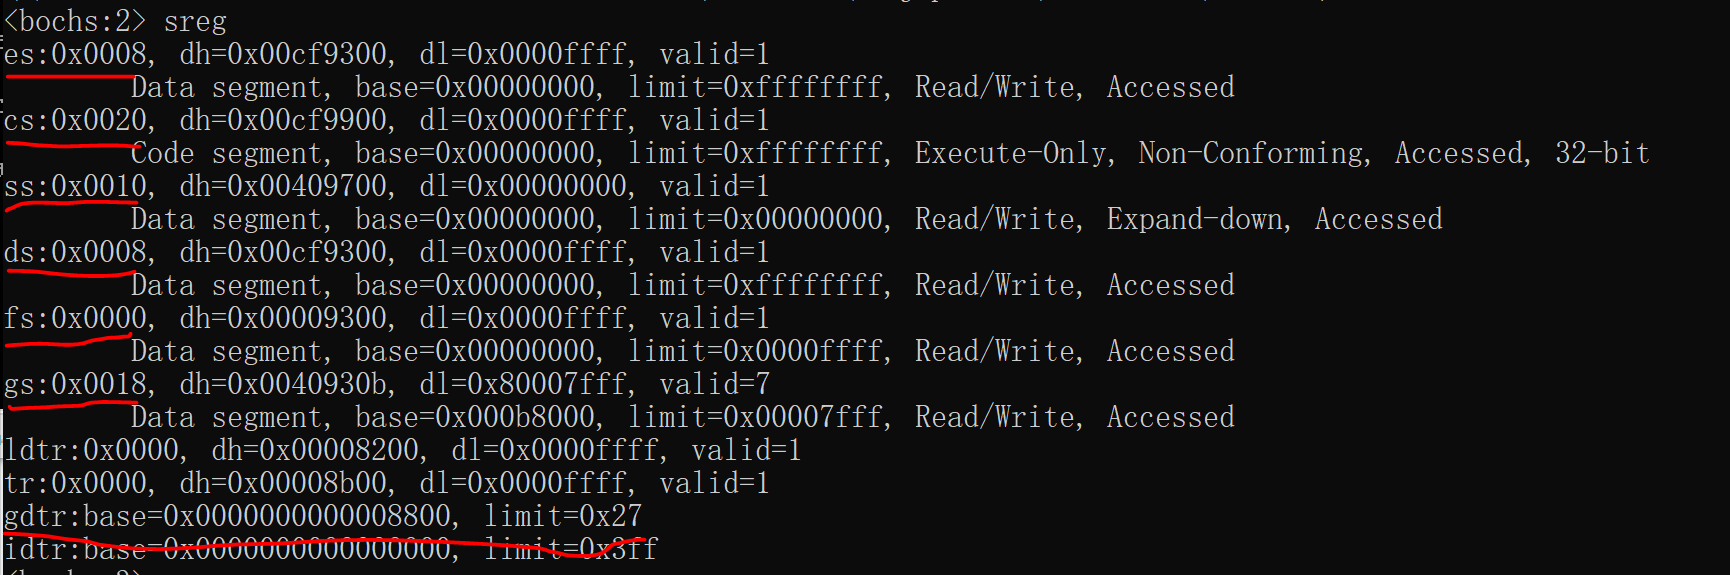 <bochs:2> sreg
es:0x0008, dh=0x00cf9300, dl=0x0000ffff, valid=1
Data segment, base=0x00000000, limit=0xffffffff, Read/Write, Accessed
cs:0x0020, dh=0x00cf9900, dl=0x0000ffff, valid=1
Code segment, base=0x00000000, limit=0xffffffff, Execute-Only, Non-Conforming, Accessed, 32-bit
ss:0x0010, dh=0x00409700, dl=0x00000000, valid=1
Data segment, base=0x00000000, limit=0x00000000, Read/Write, Expand-down, Accessed
ds:0x0008, dh=0x00cf9300, dl=0x0000ffff, valid=1
Data segment, base=0x00000000, limit=0xffffffff, Read/Write, Accessed
fs:0x0000, dh=0x00009300, dl=0x0000ffff, valid=1
Data segment, base=0x00000000, limit=0x0000ffff, Read/Write, Accessed
gs:0x0018, dh=0x0040930b, dl=0x80007fff, valid=7
Data segment, base=0x000b8000, limit=0x00007fff, Read/Write, Accessed
ldtr:0x0000, dh=0x00008200, dl=0x0000ffff, valid=1
tr:0x0000, dh=0x00008b00, dl=0x0000ffff, valid=1
gdtr:base=0x0000000000008800, limit=0x27
idtr:base=0x0000000000000000, limit=0x3ff